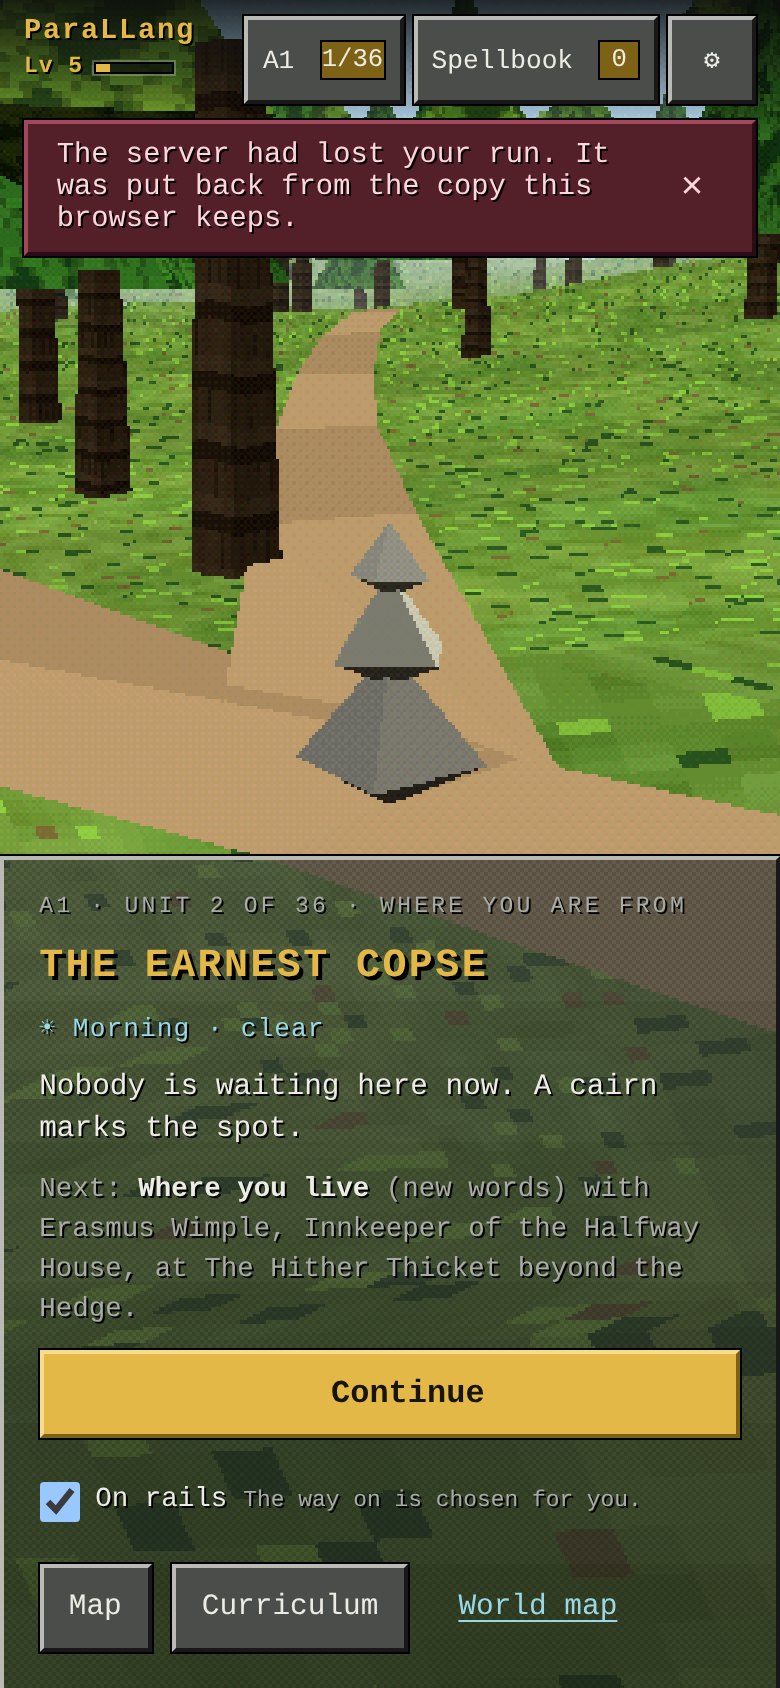 ParaLLang
Lv 5
A1 1/36
Spellbook 0
⚙
The server had lost your run. It
was put back from the copy this
browser keeps.
✕
A1 · UNIT 2 OF 36 · WHERE YOU ARE FROM
THE EARNEST COPSE
☀ Morning · clear
Nobody is waiting here now. A cairn
marks the spot.
Next: Where you live (new words) with
Erasmus Wimple, Innkeeper of the Halfway
House, at The Hither Thicket beyond the
Hedge.
Continue
On rails The way on is chosen for you.
Map
Curriculum
World map